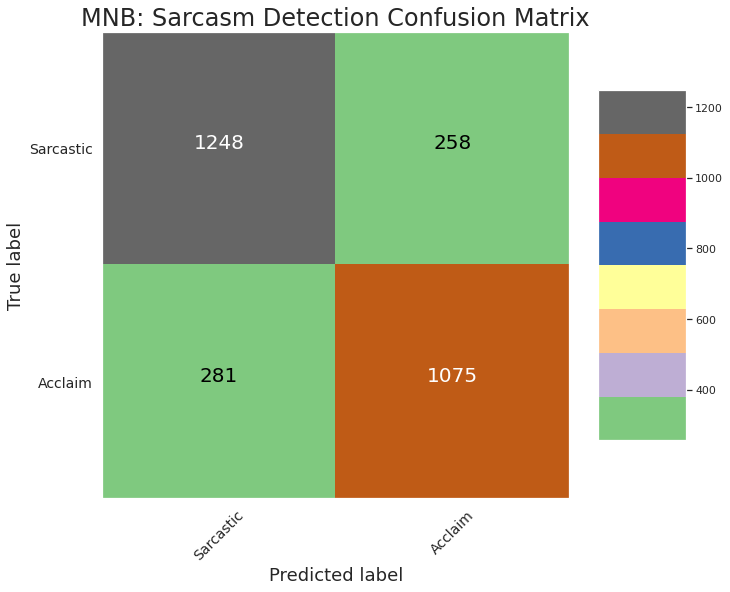 MNB: Sarcasm Detection Confusion Matrix
Sarcastic
1248
258
Acclaim
281
1075
True label
Sarcastic
Acclaim
Predicted label
1200
1000
800
600
400